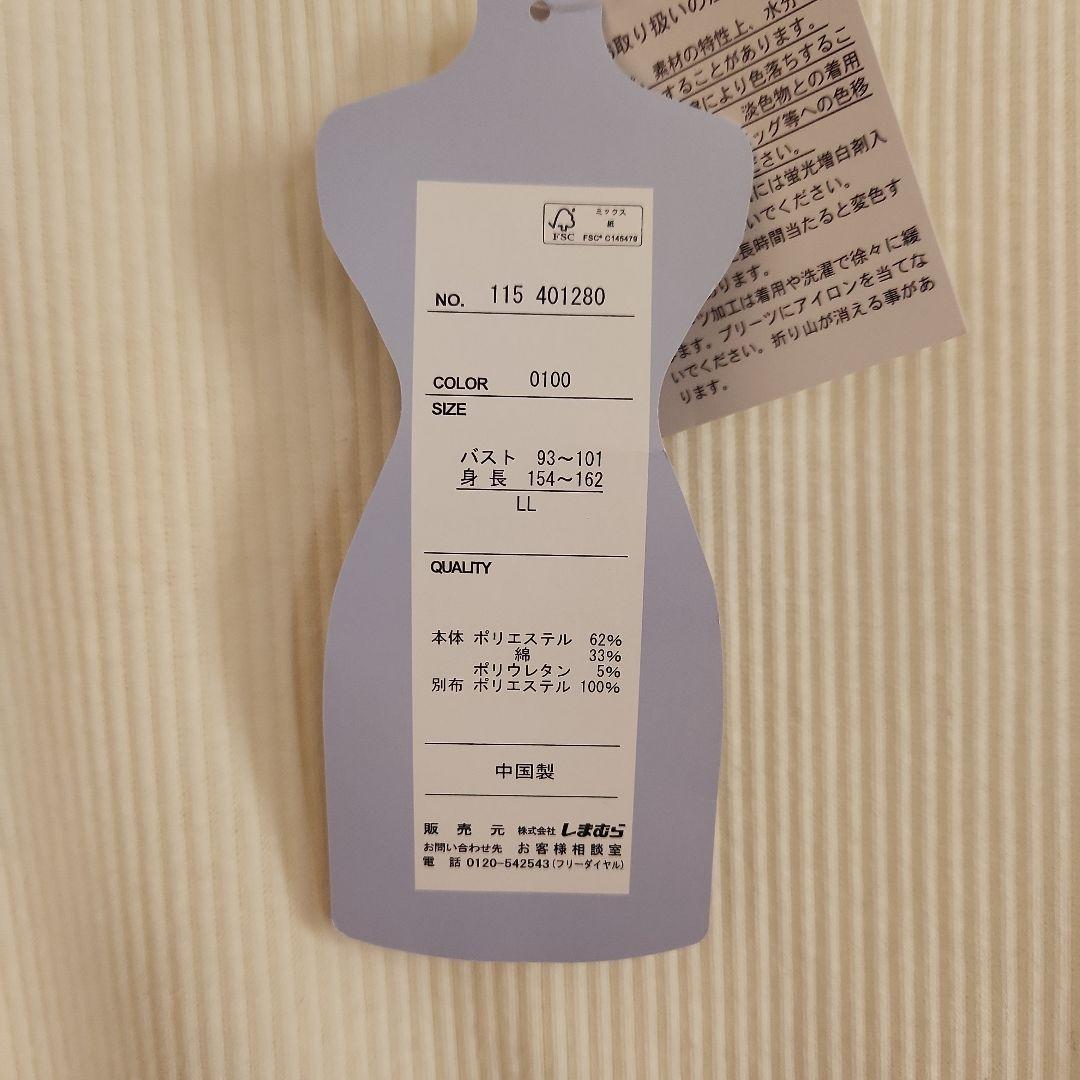 取り扱いの
素材の特性上、水分
することがあります。
により色落ちするこ
淡色物との着用
ッグ等への色移
ださい。
には蛍光増白剤入
いでください。
長時間当たると変色す
ります。
ーツ加工は着用や洗濯で徐々に緩
ます。プリーツにアイロンを当てな
いでください。折り山が消える事があ
ります。
FSC
ミックス
紙
FSC® C145479
NO. 115 401280
COLOR 0100
SIZE
バスト 93〜101
身長 154〜162
LL
QUALITY
本体 ポリエステル 62%
綿 33%
ポリウレタン 5%
別布 ポリエステル 100%
中国製
販売元 株式会社 しまむら
お問い合わせ先 お客様相談室
電話 0120-542543(フリーダイヤル)